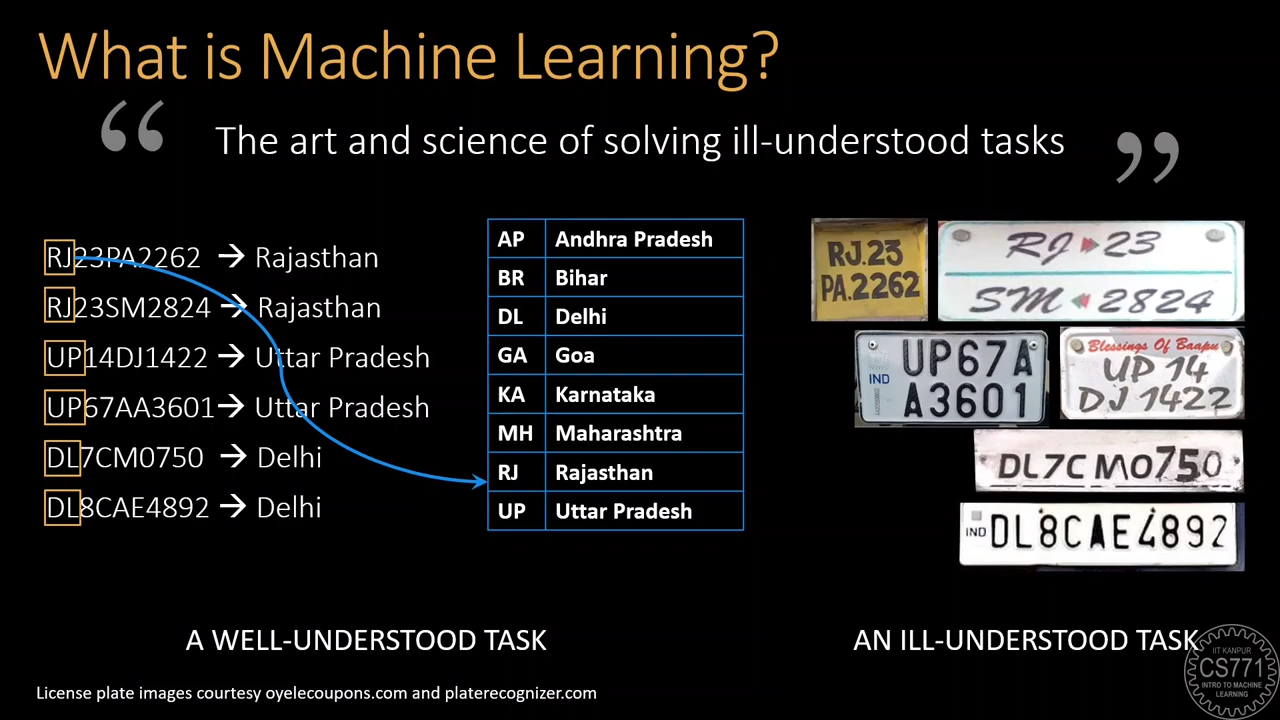 What is Machine Learning?
“ The art and science of solving ill-understood tasks ”
RJ23PA2262 → Rajasthan
RJ23SM2824 → Rajasthan
UP14DJ1422 → Uttar Pradesh
UP67AA3601→ Uttar Pradesh
DL7CM0750 → Delhi
DL8CAE4892 → Delhi
AP Andhra Pradesh
BR Bihar
DL Delhi
GA Goa
KA Karnataka
MH Maharashtra
RJ Rajasthan
UP Uttar Pradesh
RJ.23
PA.2262
RJ 23
SM 2824
UP67A
IND
A3601
Blessings Of Baapu
UP 14
DJ 1422
DL7C M0750
IND
DL8CAE4892
A WELL-UNDERSTOOD TASK
AN ILL-UNDERSTOOD TASK
License plate images courtesy oyelecoupons.com and platerecognizer.com
IIT KANPUR
CS771
INTRO TO MACHINE
LEARNING